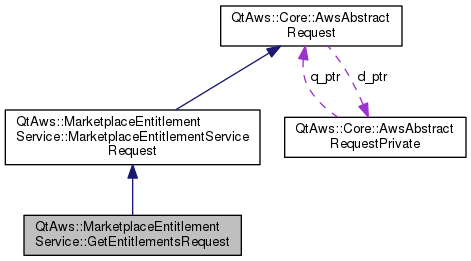 QtAws::Core::AwsAbstract
Request
q_ptr
d_ptr
QtAws::MarketplaceEntitlement
Service::MarketplaceEntitlementService
Request
QtAws::Core::AwsAbstract
RequestPrivate
QtAws::MarketplaceEntitlement
Service::GetEntitlementsRequest